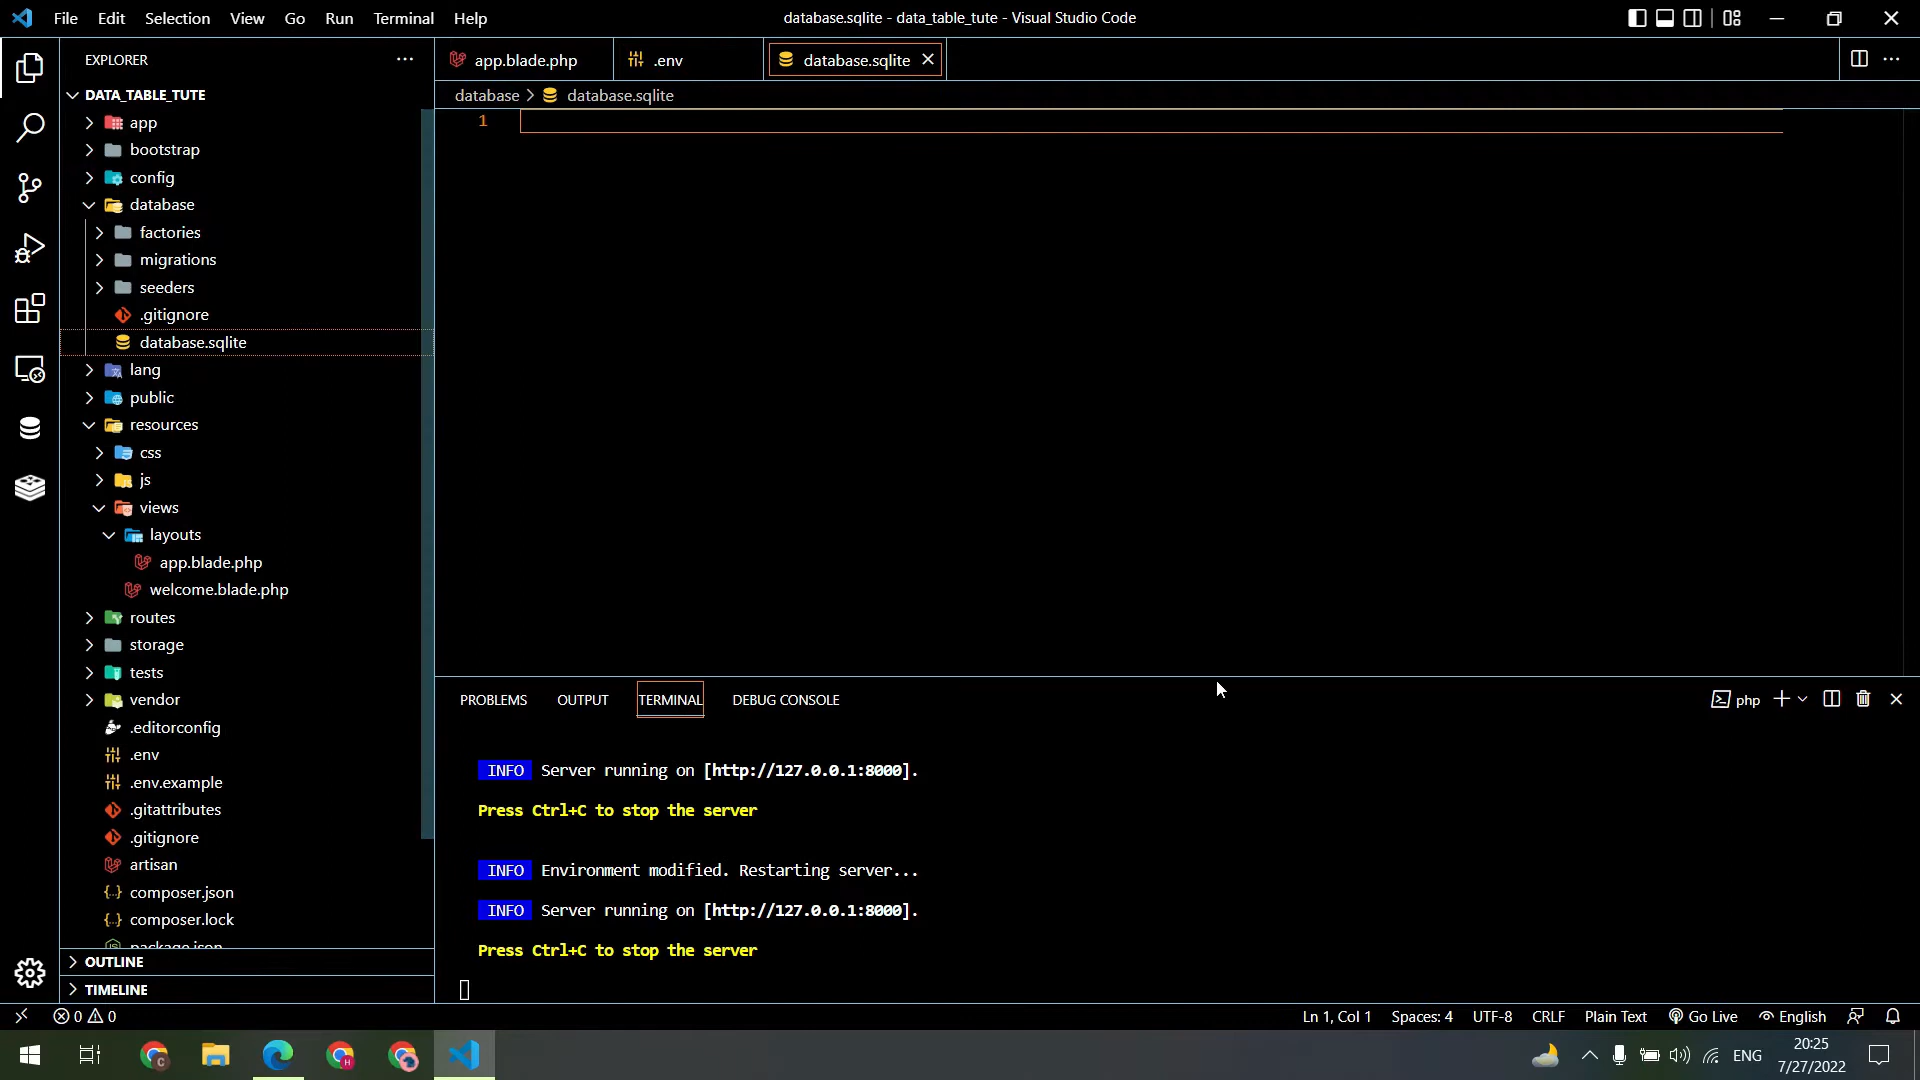 File Edit Selection View Go Run Terminal Help
database.sqlite - data_table_tute - Visual Studio Code
EXPLORER
DATA_TABLE_TUTE
app
bootstrap
config
database
factories
migrations
seeders
.gitignore
database.sqlite
lang
public
resources
css
js
views
layouts
app.blade.php
welcome.blade.php
routes
storage
tests
vendor
.editorconfig
.env
.env.example
.gitattributes
.gitignore
artisan
composer.json
composer.lock
package.json
OUTLINE
TIMELINE
app.blade.php .env database.sqlite
database > database.sqlite
1
PROBLEMS OUTPUT TERMINAL DEBUG CONSOLE
php
INFO Server running on [http://127.0.0.1:8000].
Press Ctrl+C to stop the server
INFO Environment modified. Restarting server...
INFO Server running on [http://127.0.0.1:8000].
Press Ctrl+C to stop the server
0 0
Ln 1, Col 1 Spaces: 4 UTF-8 CRLF Plain Text Go Live English
ENG
20:25
7/27/2022